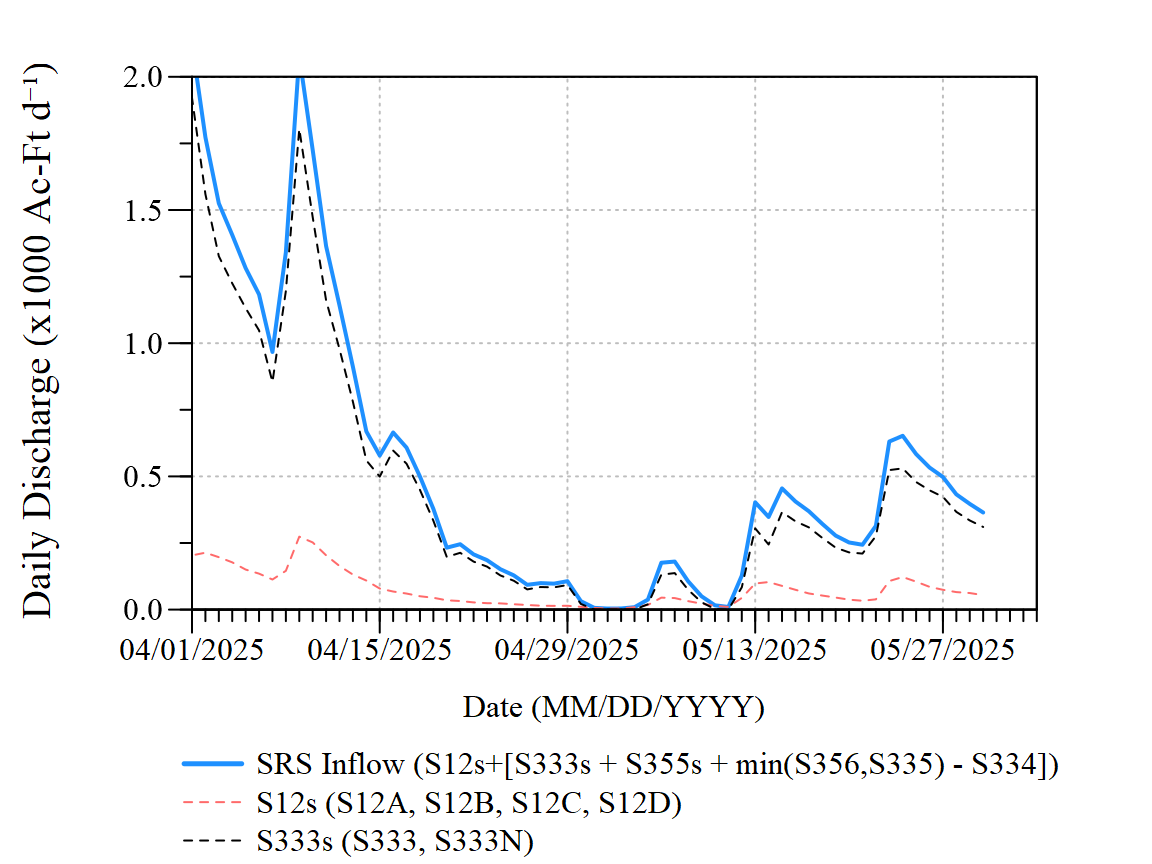 Daily Discharge (x1000 Ac-Ft d⁻¹)
2.0
1.5
1.0
0.5
0.0
04/01/2025 04/15/2025 04/29/2025 05/13/2025 05/27/2025
Date (MM/DD/YYYY)
SRS Inflow (S12s+[S333s + S355s + min(S356,S335) - S334])
S12s (S12A, S12B, S12C, S12D)
S333s (S333, S333N)